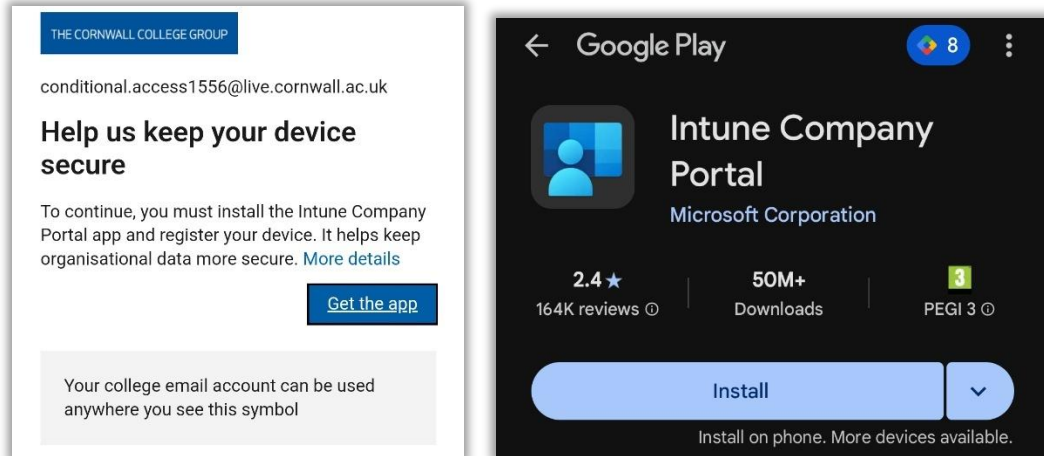 THE CORNWALL COLLEGE GROUP
conditional.access1556@live.cornwall.ac.uk
Help us keep your device
secure
To continue, you must install the Intune Company
Portal app and register your device. It helps keep
organisational data more secure. More details
Get the app
Your college email account can be used
anywhere you see this symbol
Google Play
8
Intune Company
Portal
Microsoft Corporation
2.4★ 50M+ 3
164K reviews Downloads PEGI 3
Install
Install on phone. More devices available.